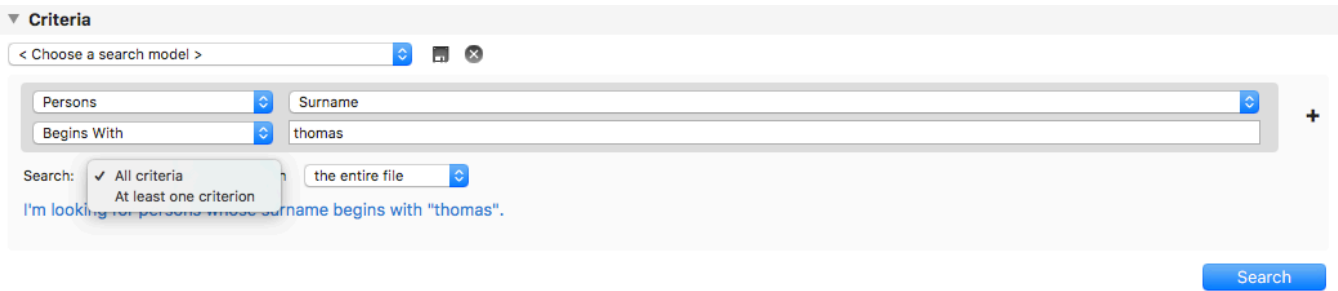 Criteria
< Choose a search model >
Persons Surname
Begins With thomas
Search: ✓ All criteria the entire file
At least one criterion
I'm looking for persons whose surname begins with "thomas".
Search